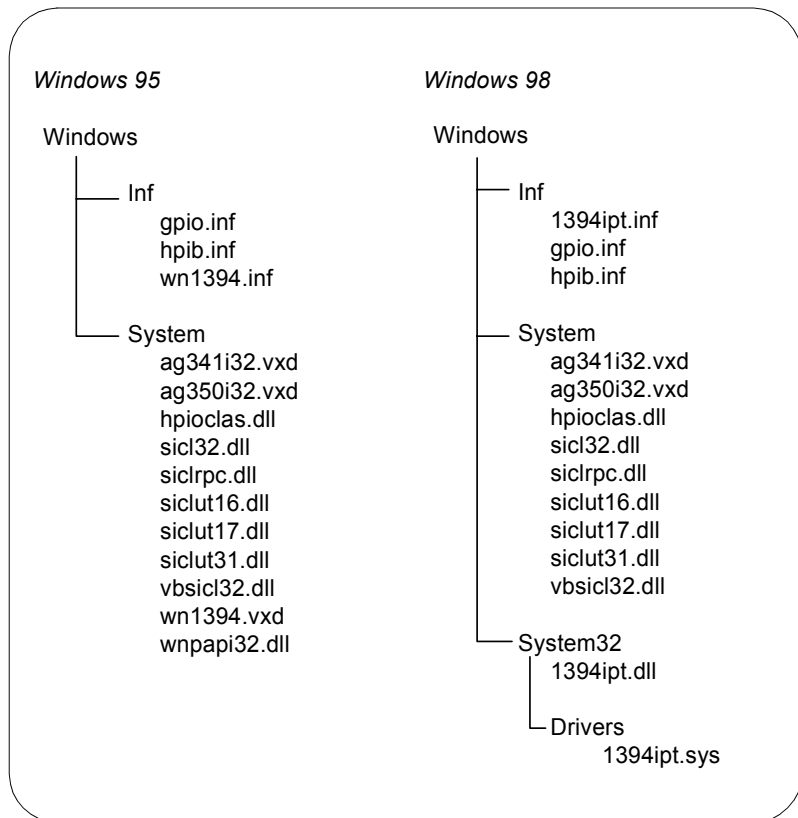 Windows 95
Windows
Inf
gpio.inf
hpib.inf
wn1394.inf
System
ag341i32.vxd
ag350i32.vxd
hpioclas.dll
sicl32.dll
siclrpc.dll
siclut16.dll
siclut17.dll
siclut31.dll
vbsicl32.dll
wn1394.vxd
wnpapi32.dll
Windows 98
Windows
Inf
1394ipt.inf
gpio.inf
hpib.inf
System
ag341i32.vxd
ag350i32.vxd
hpioclas.dll
sicl32.dll
siclrpc.dll
siclut16.dll
siclut17.dll
siclut31.dll
vbsicl32.dll
System32
1394ipt.dll
Drivers
1394ipt.sys